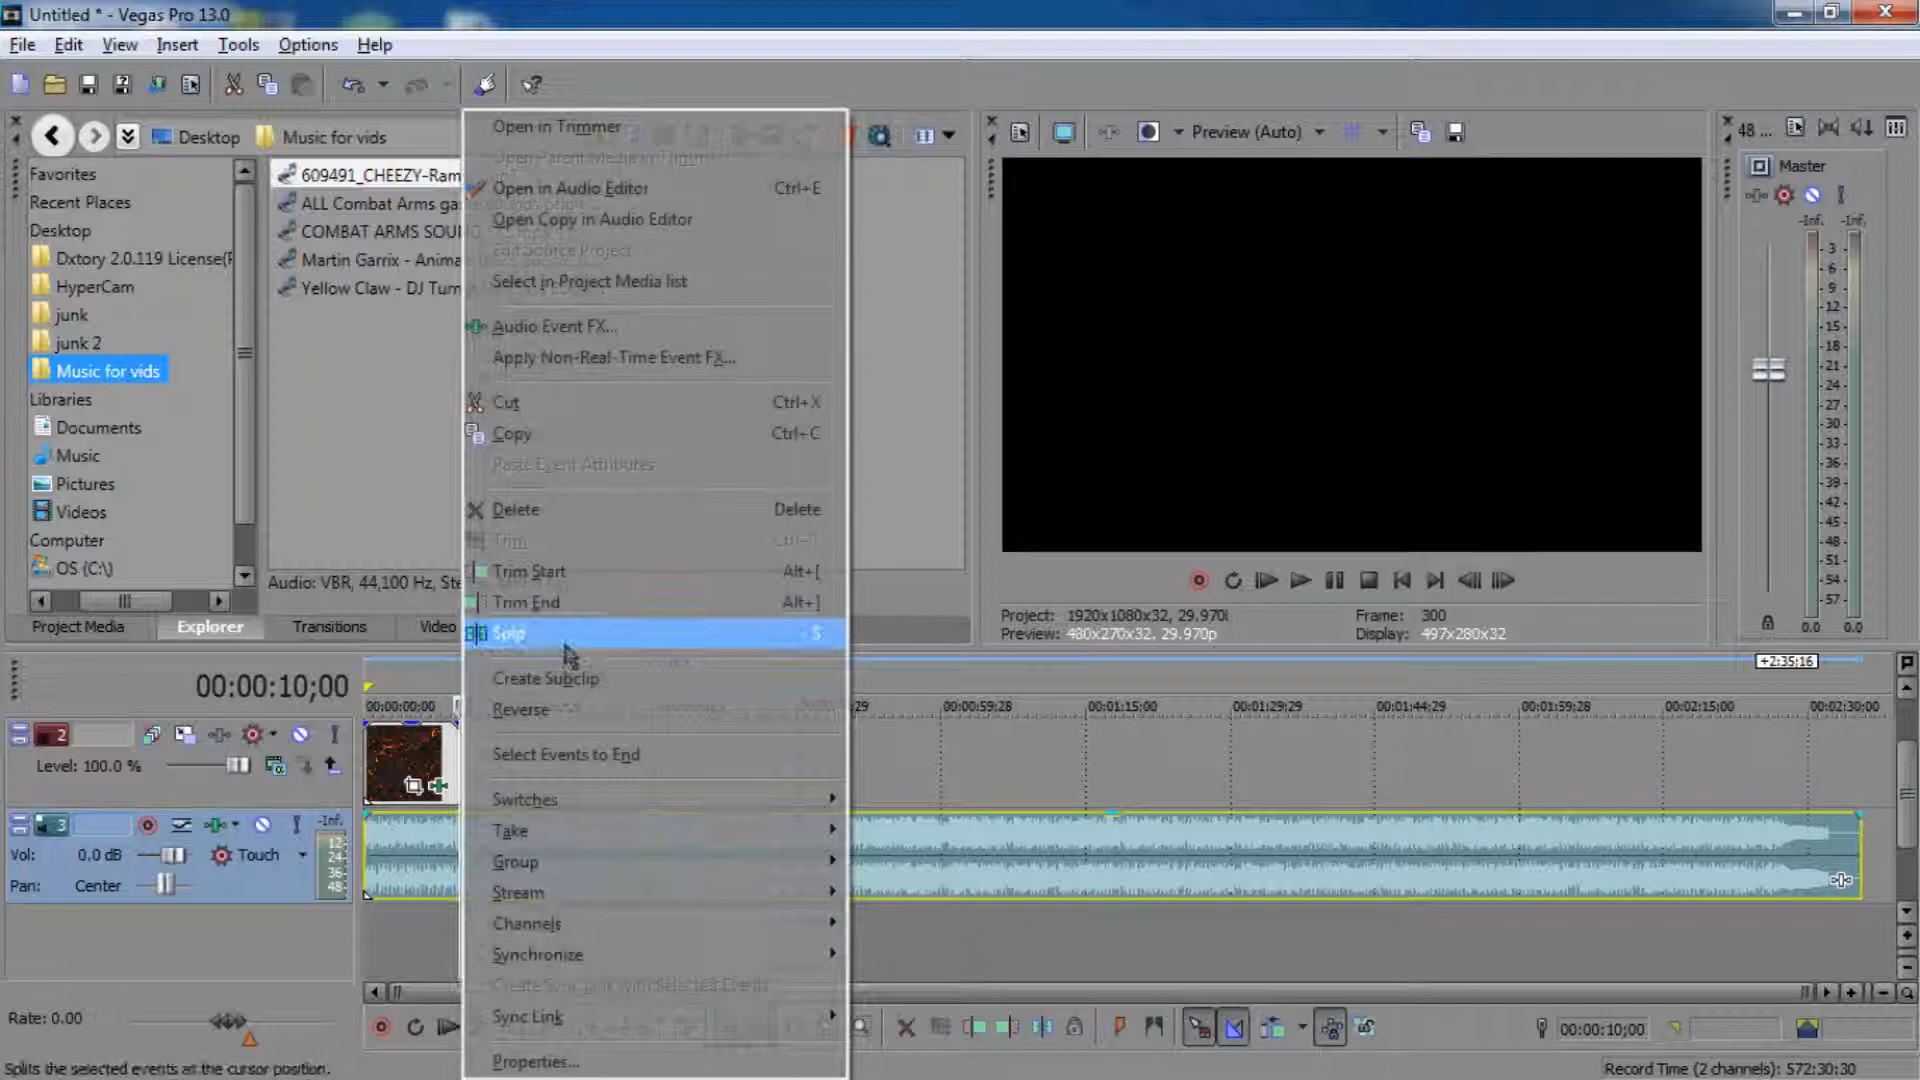 Untitled * - Vegas Pro 13.0
File Edit View Insert Tools Options Help
Desktop Music for vids
Favorites
Recent Places
Desktop
Dxtory 2.0.119 License(F
HyperCam
junk
junk 2
Music for vids
Libraries
Documents
Music
Pictures
Videos
Computer
OS (C:\)
609491_CHEEZY-Ram
ALL Combat Arms ga
COMBAT ARMS SOU
Martin Garrix - Anima
Yellow Claw - DJ Turn
Audio: VBR, 44,100 Hz, Ste
Project Media Explorer Transitions Video
Open in Trimmer
Open Parent Media in Trimmer
Open in Audio Editor Ctrl+E
Open Copy in Audio Editor
Edit Source Project
Select in Project Media list
Audio Event FX...
Apply Non-Real-Time Event FX...
Cut Ctrl+X
Copy Ctrl+C
Paste Event Attributes
Delete Delete
Trim
Trim Start Alt+[
Trim End Alt+]
Split S
Create Subclip
Reverse
Select Events to End
Switches
Take
Group
Stream
Channels
Synchronize
Create Sync Link with Selected Events
Sync Link
Properties...
Preview (Auto)
Project: 1920x1080x32, 29.970i
Preview: 480x270x32, 29.970p
Frame: 300
Display: 497x280x32
48 ...
Master
-Inf. -Inf.
3
6
9
12
15
18
21
24
27
30
33
36
39
42
45
48
51
54
57
0.0 0.0
+2:35;16
00:00:10;00
00:00:00;00 :29 00:00:59;28 00:01:15;00 00:01:29;29 00:01:44;29 00:01:59;28 00:02:15;00 00:02:30;00
2
Level: 100.0 %
3
-Inf.
12
24
36
48
Vol: 0.0 dB Touch
Pan: Center
Rate: 0.00
00:00:10;00
Splits the selected events at the cursor position.
Record Time (2 channels): 572:30:30